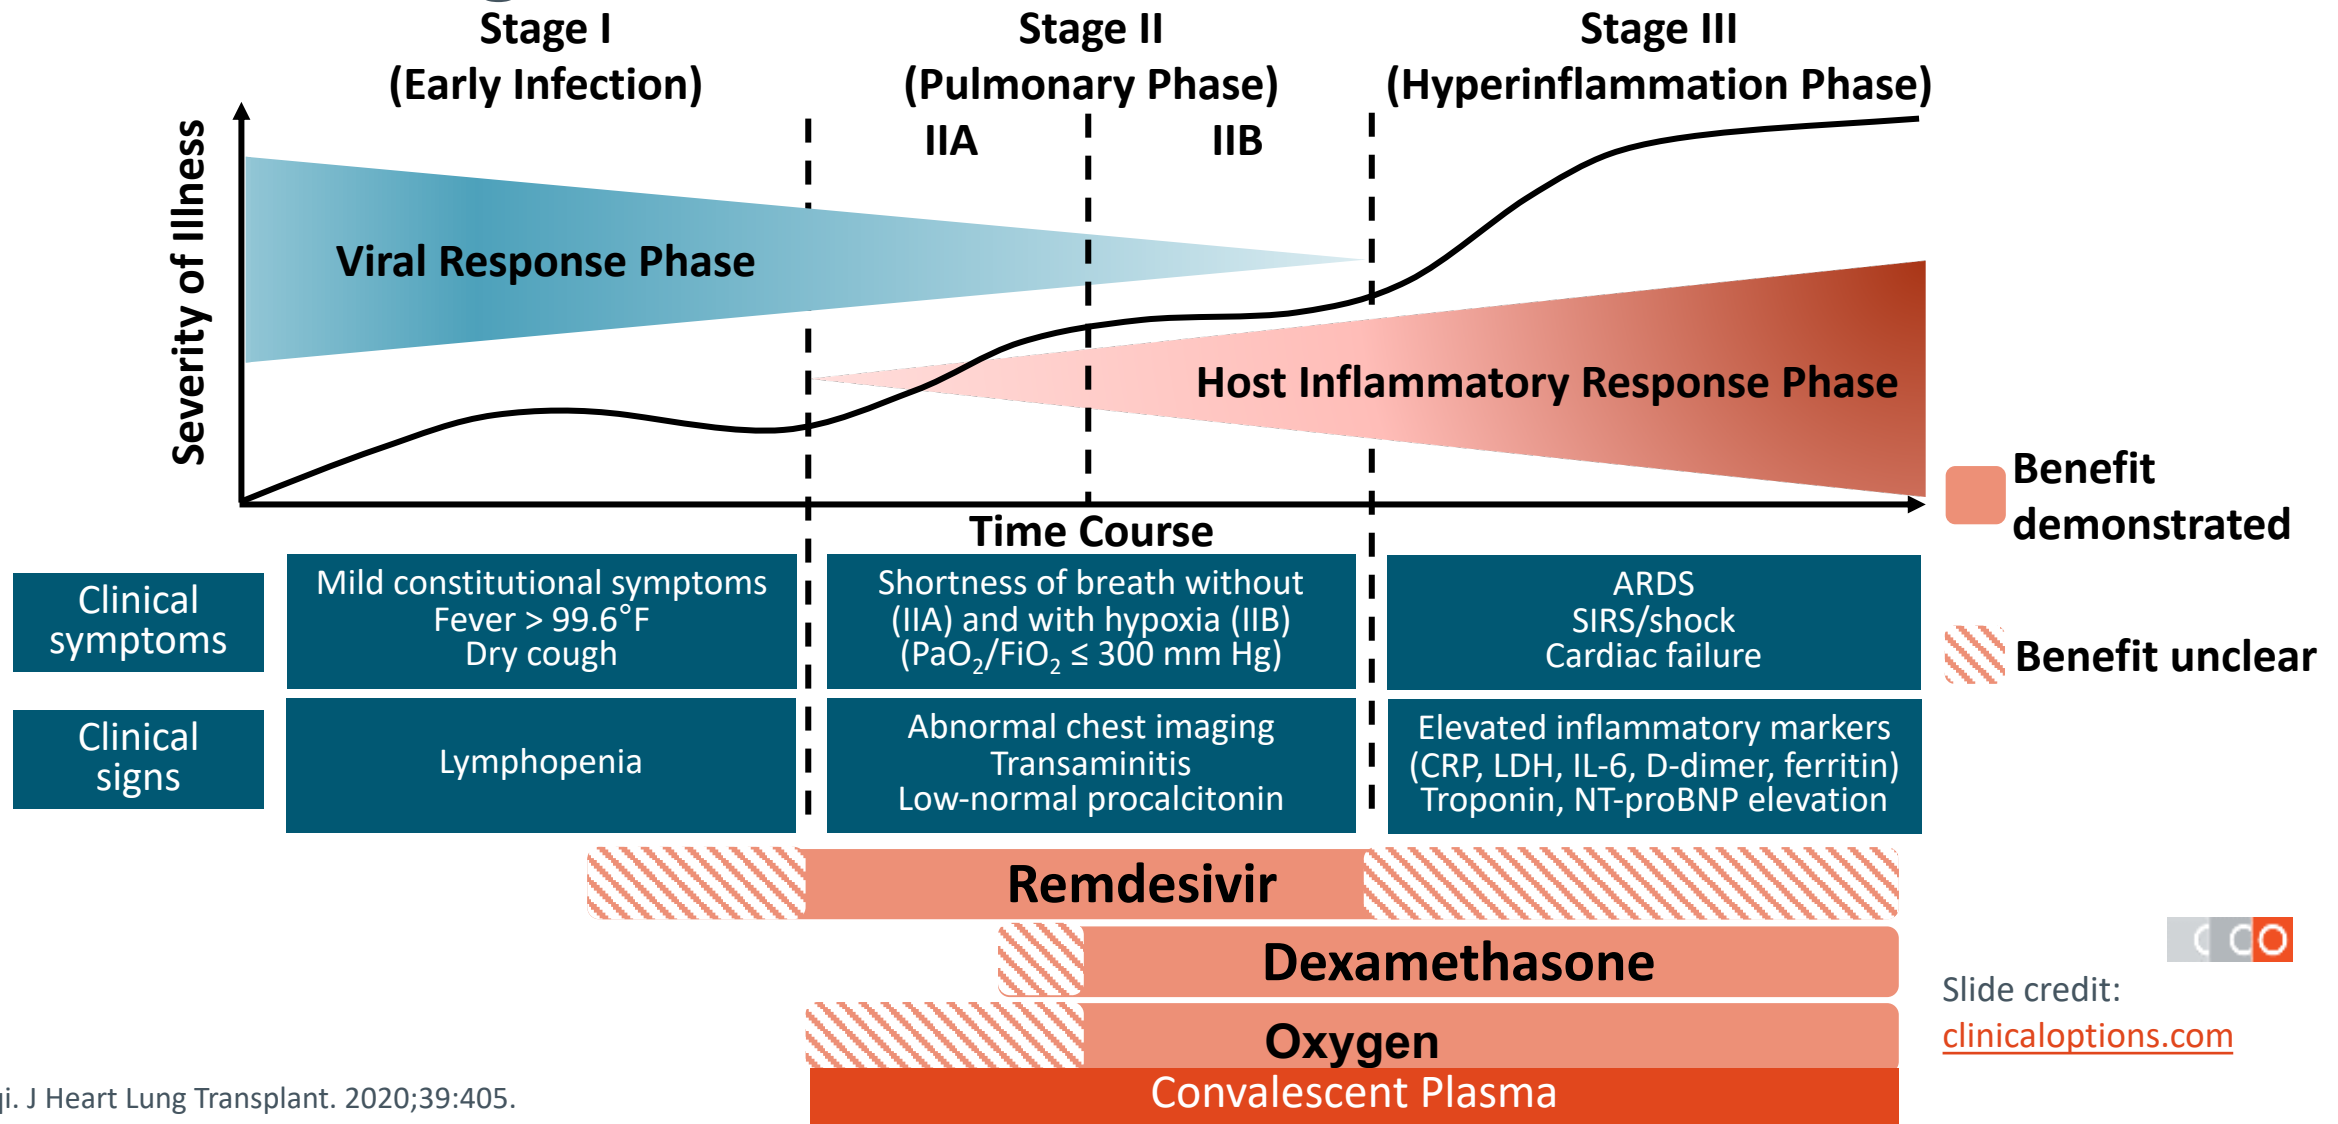 Stage I
(Early Infection)
Stage II
(Pulmonary Phase)
Stage III
(Hyperinflammation Phase)
IIA
IIB
Severity of Illness
Viral Response Phase
Host Inflammatory Response Phase
Time Course
Benefit
demonstrated
Benefit unclear
Clinical
symptoms
Mild constitutional symptoms
Fever > 99.6°F
Dry cough
Shortness of breath without
(IIA) and with hypoxia (IIB)
(PaO₂/FiO₂ ≤ 300 mm Hg)
ARDS
SIRS/shock
Cardiac failure
Clinical
signs
Lymphopenia
Abnormal chest imaging
Transaminitis
Low-normal procalcitonin
Elevated inflammatory markers
(CRP, LDH, IL-6, D-dimer, ferritin)
Troponin, NT-proBNP elevation
Remdesivir
Dexamethasone
Oxygen
Convalescent Plasma
CCO
Slide credit:
clinicaloptions.com
J Heart Lung Transplant. 2020;39:405.